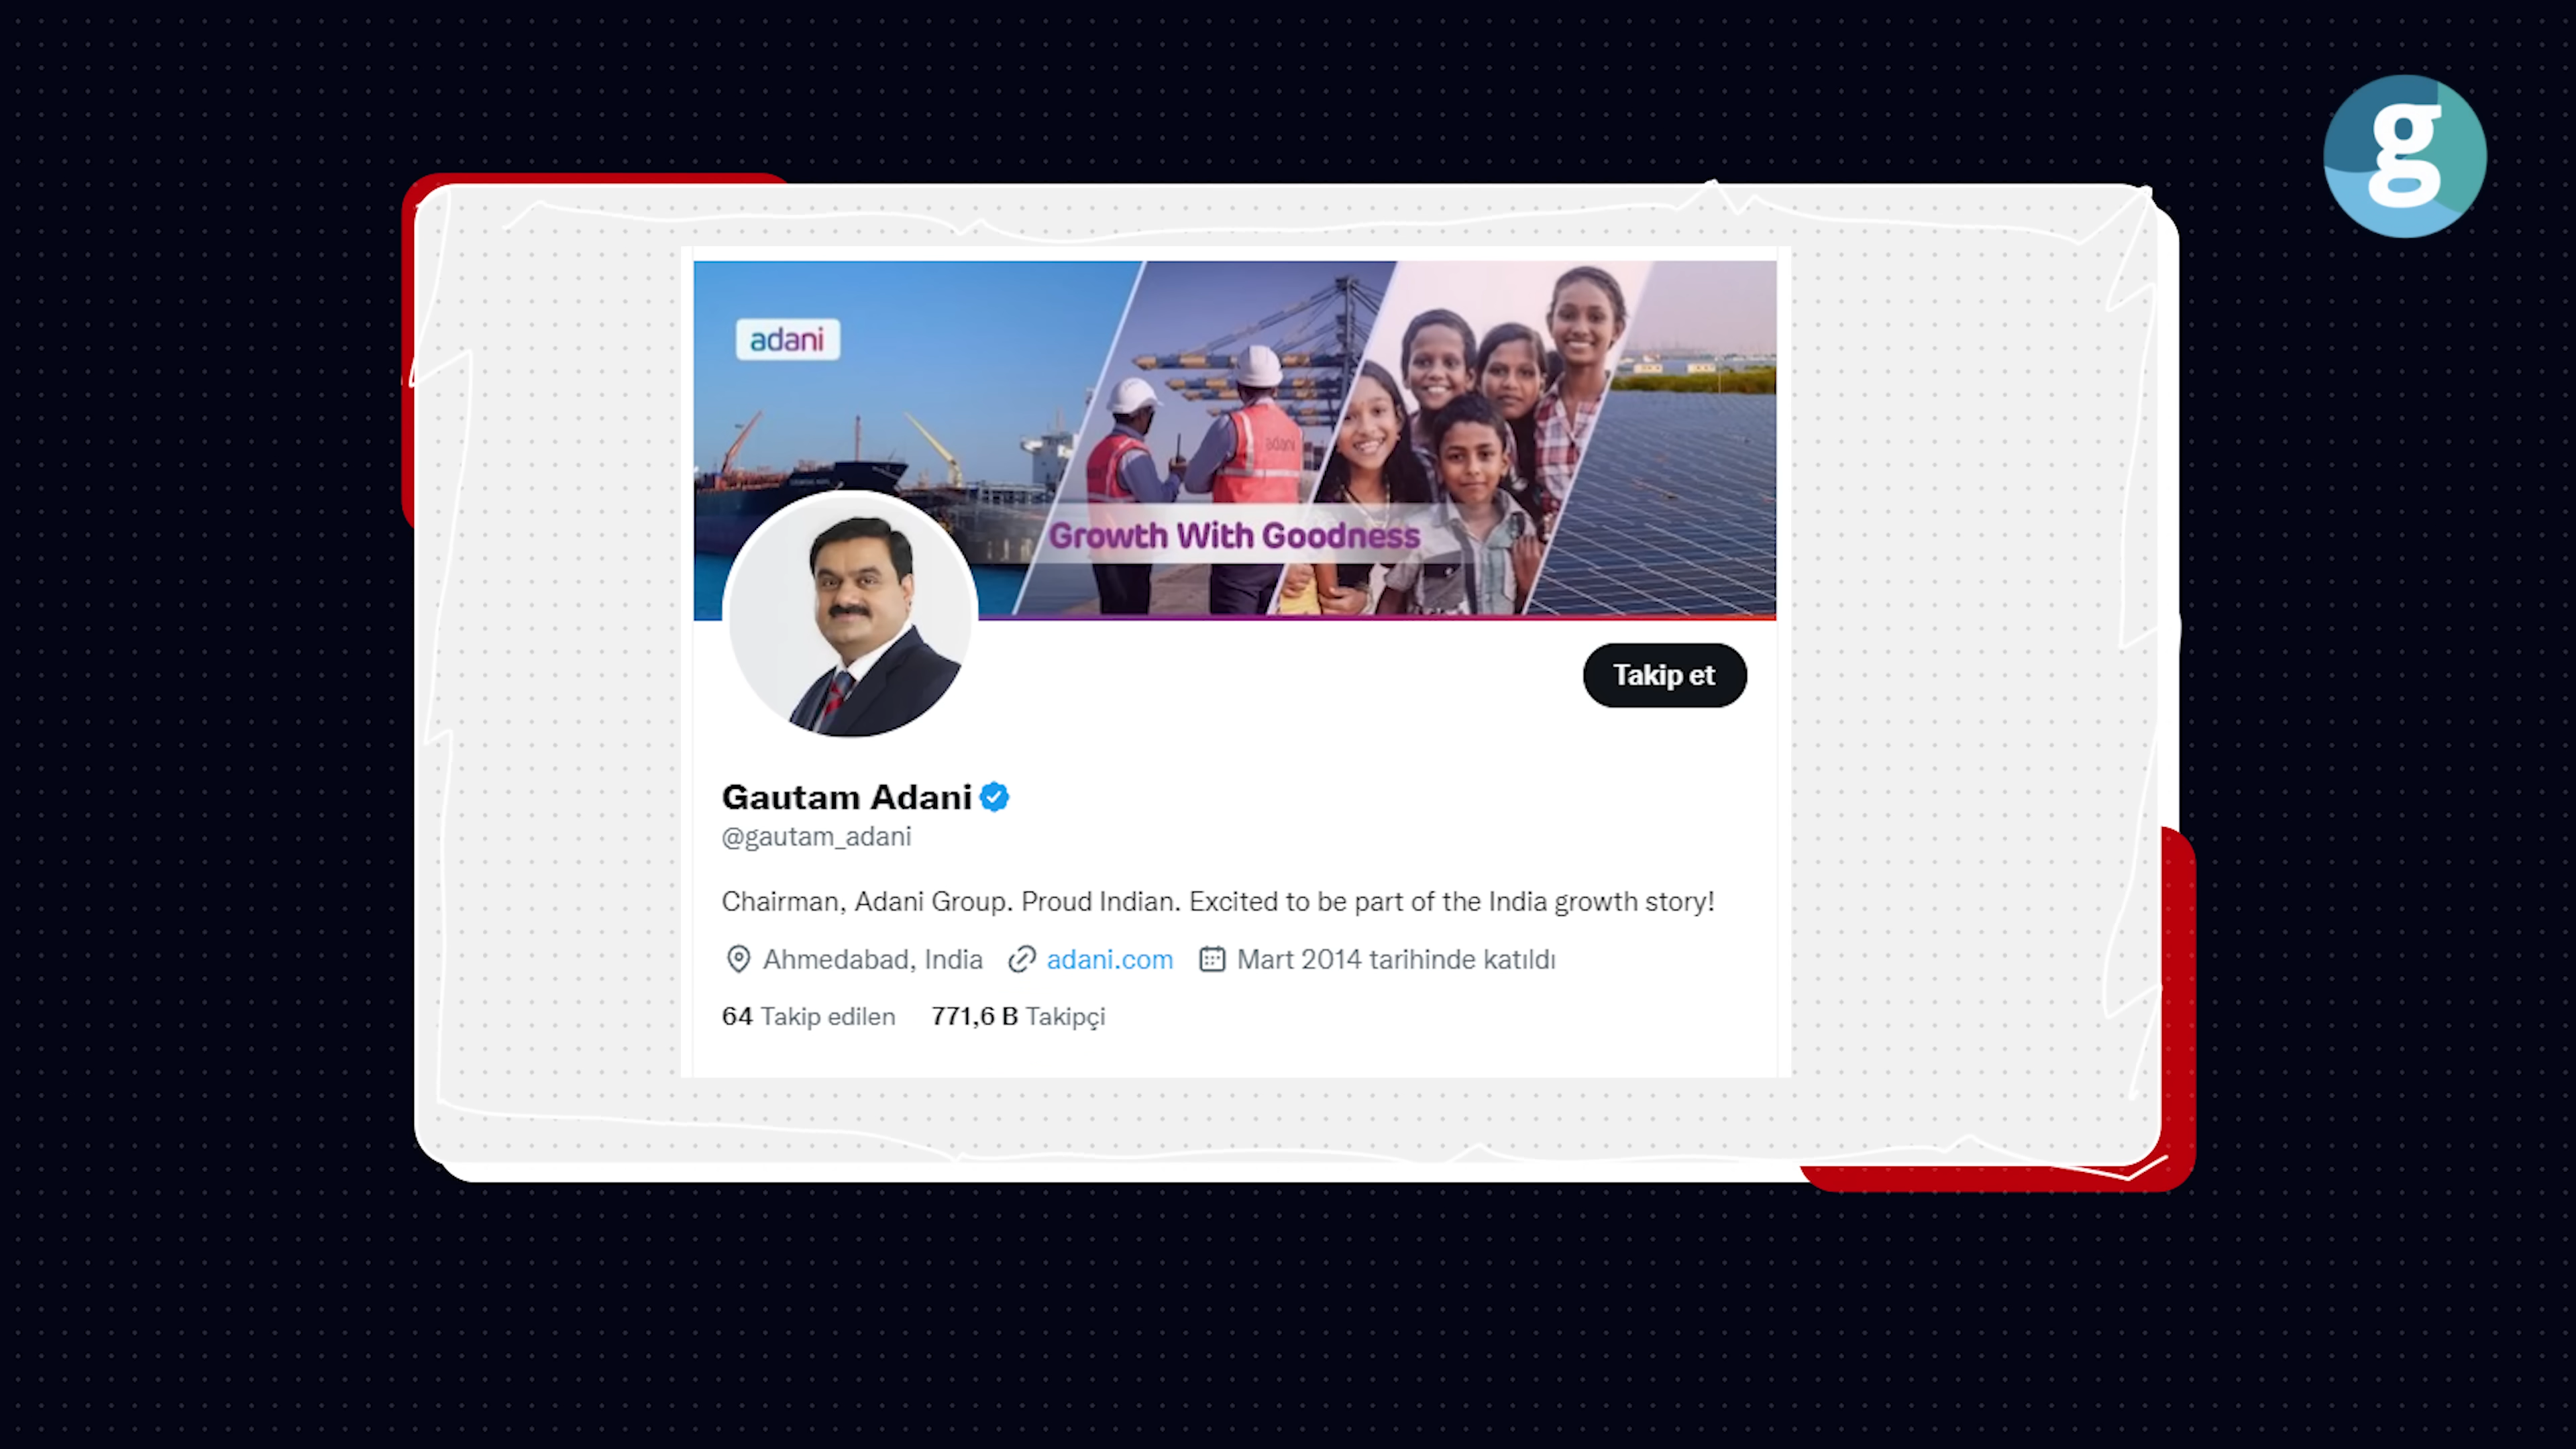 g
adani
adani
Growth With Goodness
Takip et
Gautam Adani
@gautam_adani
Chairman, Adani Group. Proud Indian. Excited to be part of the India growth story!
Ahmedabad, India adani.com Mart 2014 tarihinde katıldı
64 Takip edilen 771,6 B Takipçi